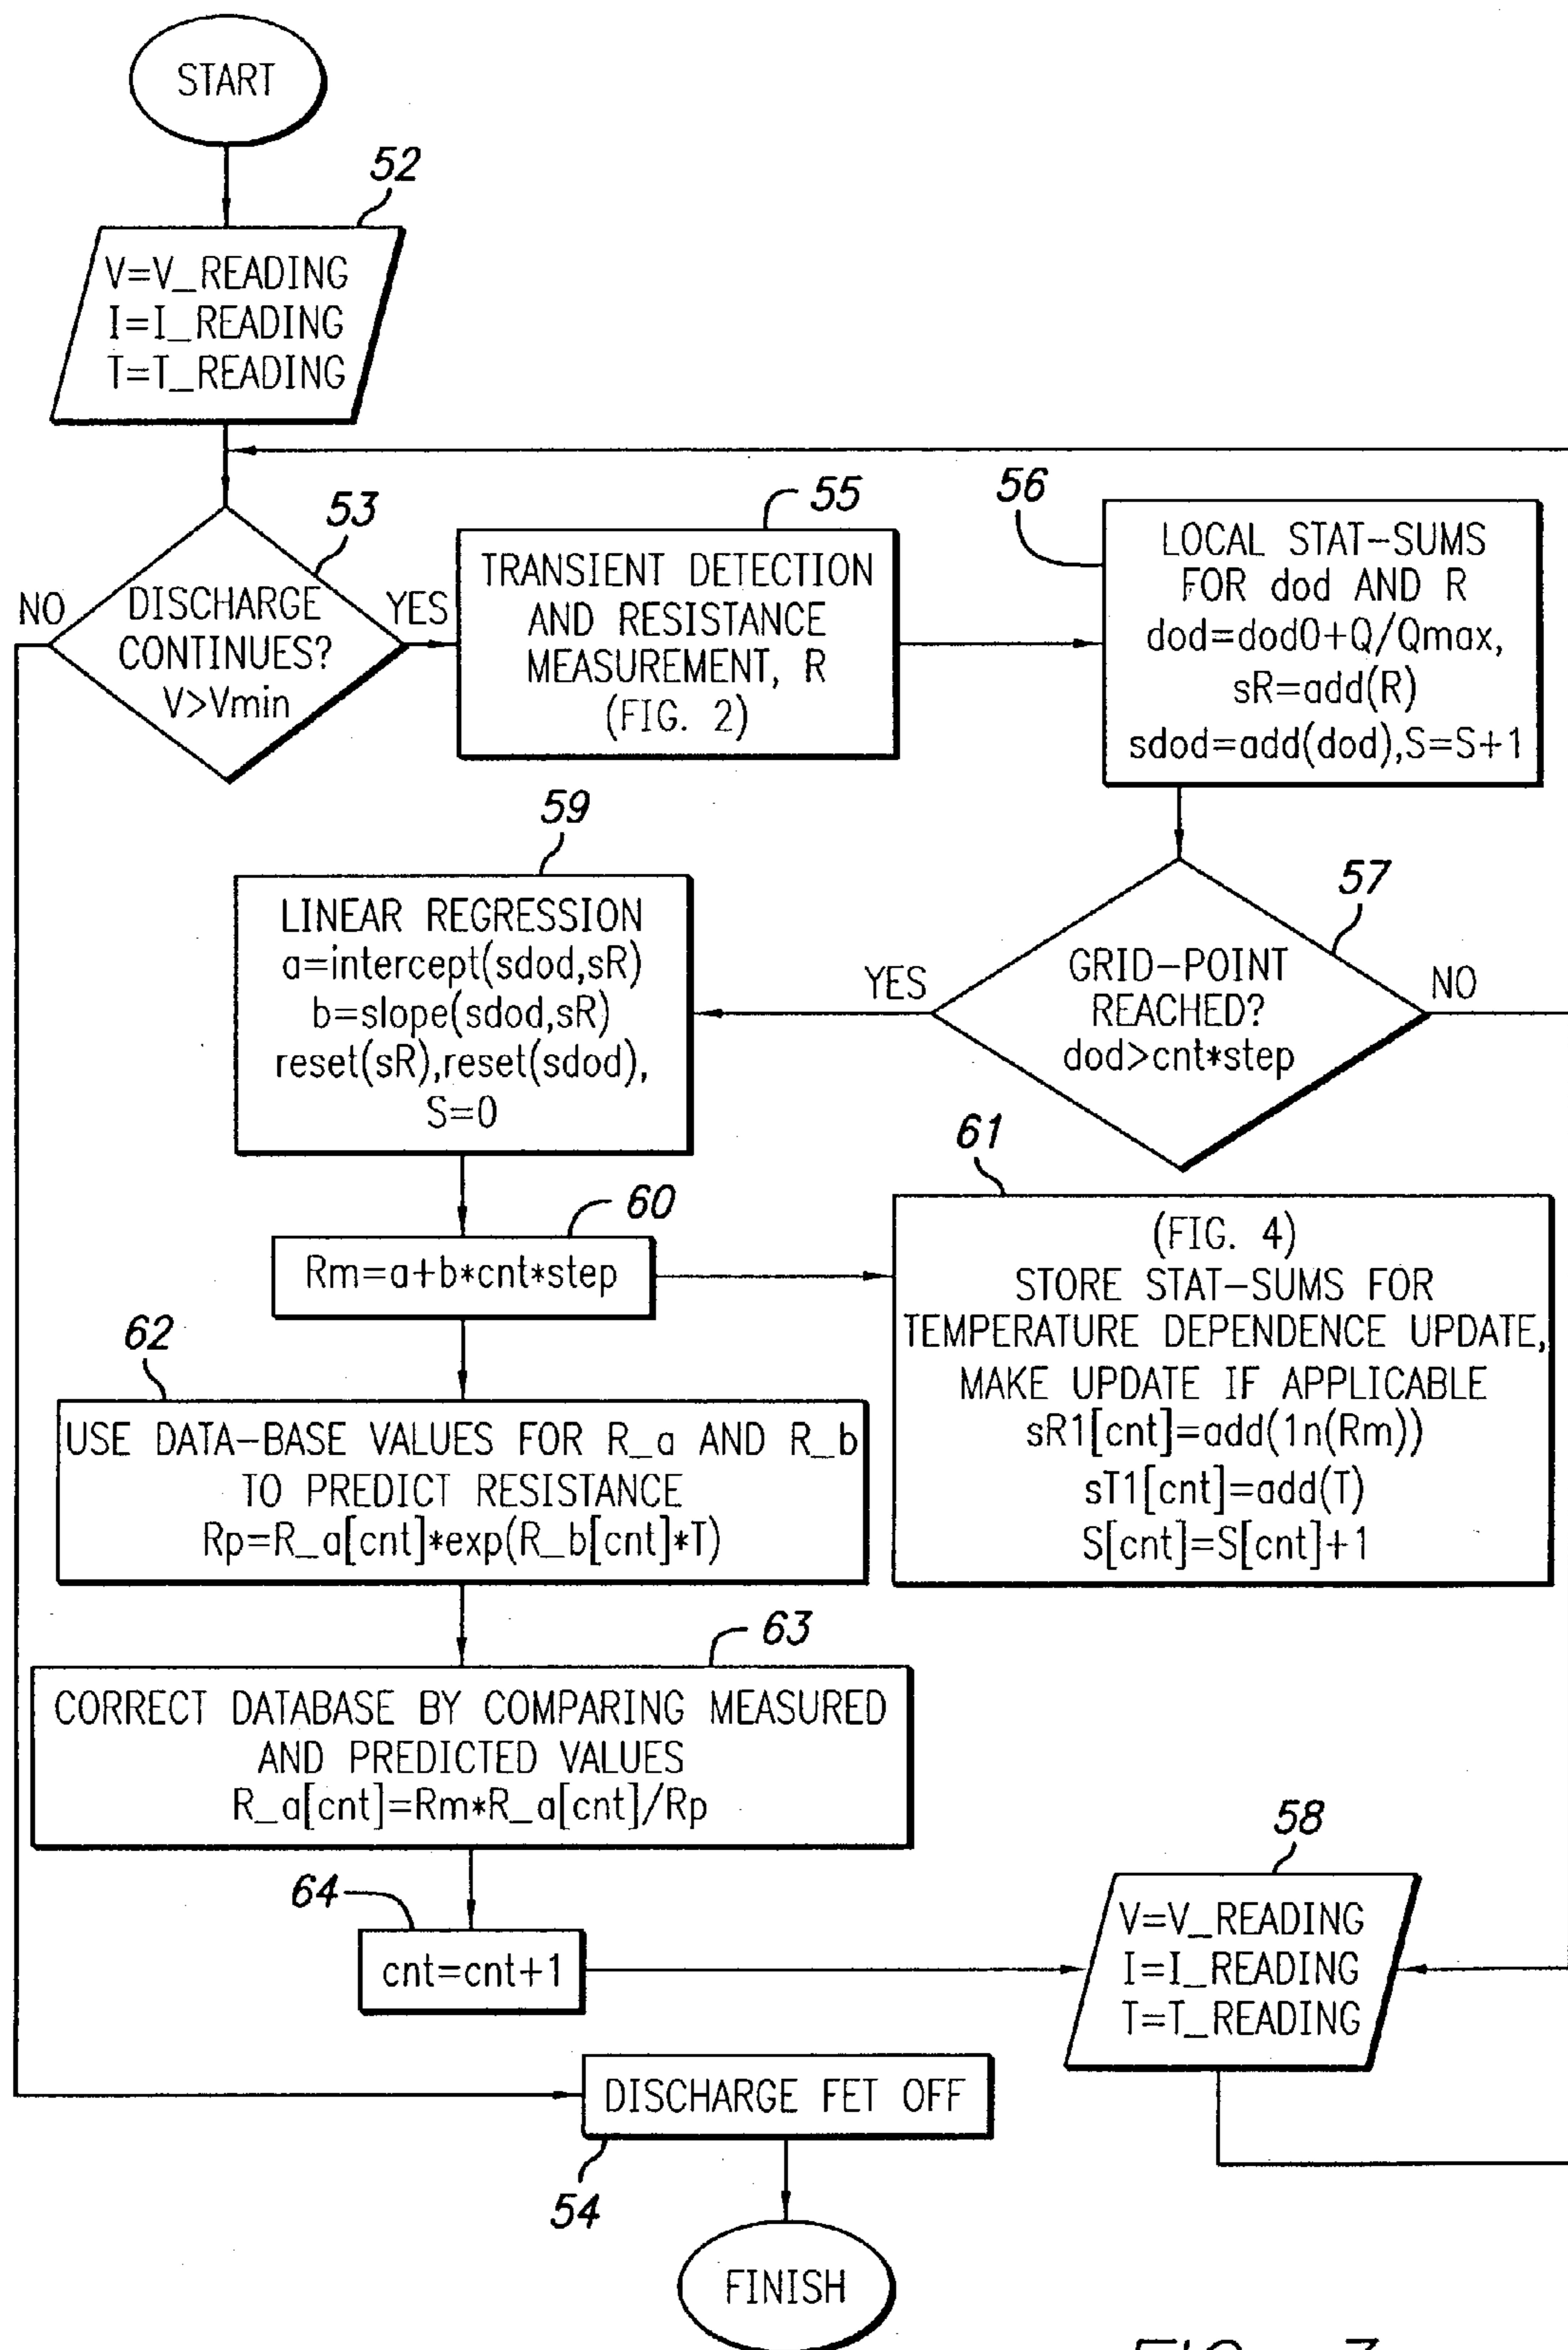 START
52
V=V_READING
I=I_READING
T=T_READING
53
DISCHARGE
CONTINUES?
V>Vmin
NO
YES
55
TRANSIENT DETECTION
AND RESISTANCE
MEASUREMENT, R
(FIG. 2)
56
LOCAL STAT-SUMS
FOR dod AND R
dod=dod0+Q/Qmax,
sR=add(R)
sdod=add(dod),S=S+1
57
GRID-POINT
REACHED?
dod>cnt*step
YES
NO
59
LINEAR REGRESSION
a=intercept(sdod,sR)
b=slope(sdod,sR)
reset(sR),reset(sdod),
S=0
60
Rm=a+b*cnt*step
61
(FIG. 4)
STORE STAT-SUMS FOR
TEMPERATURE DEPENDENCE UPDATE,
MAKE UPDATE IF APPLICABLE
sR1[cnt]=add(1n(Rm))
sT1[cnt]=add(T)
S[cnt]=S[cnt]+1
62
USE DATA-BASE VALUES FOR R_a AND R_b
TO PREDICT RESISTANCE
Rp=R_a[cnt]*exp(R_b[cnt]*T)
63
CORRECT DATABASE BY COMPARING MEASURED
AND PREDICTED VALUES
R_a[cnt]=Rm*R_a[cnt]/Rp
64
cnt=cnt+1
58
V=V_READING
I=I_READING
T=T_READING
DISCHARGE FET OFF
54
FINISH